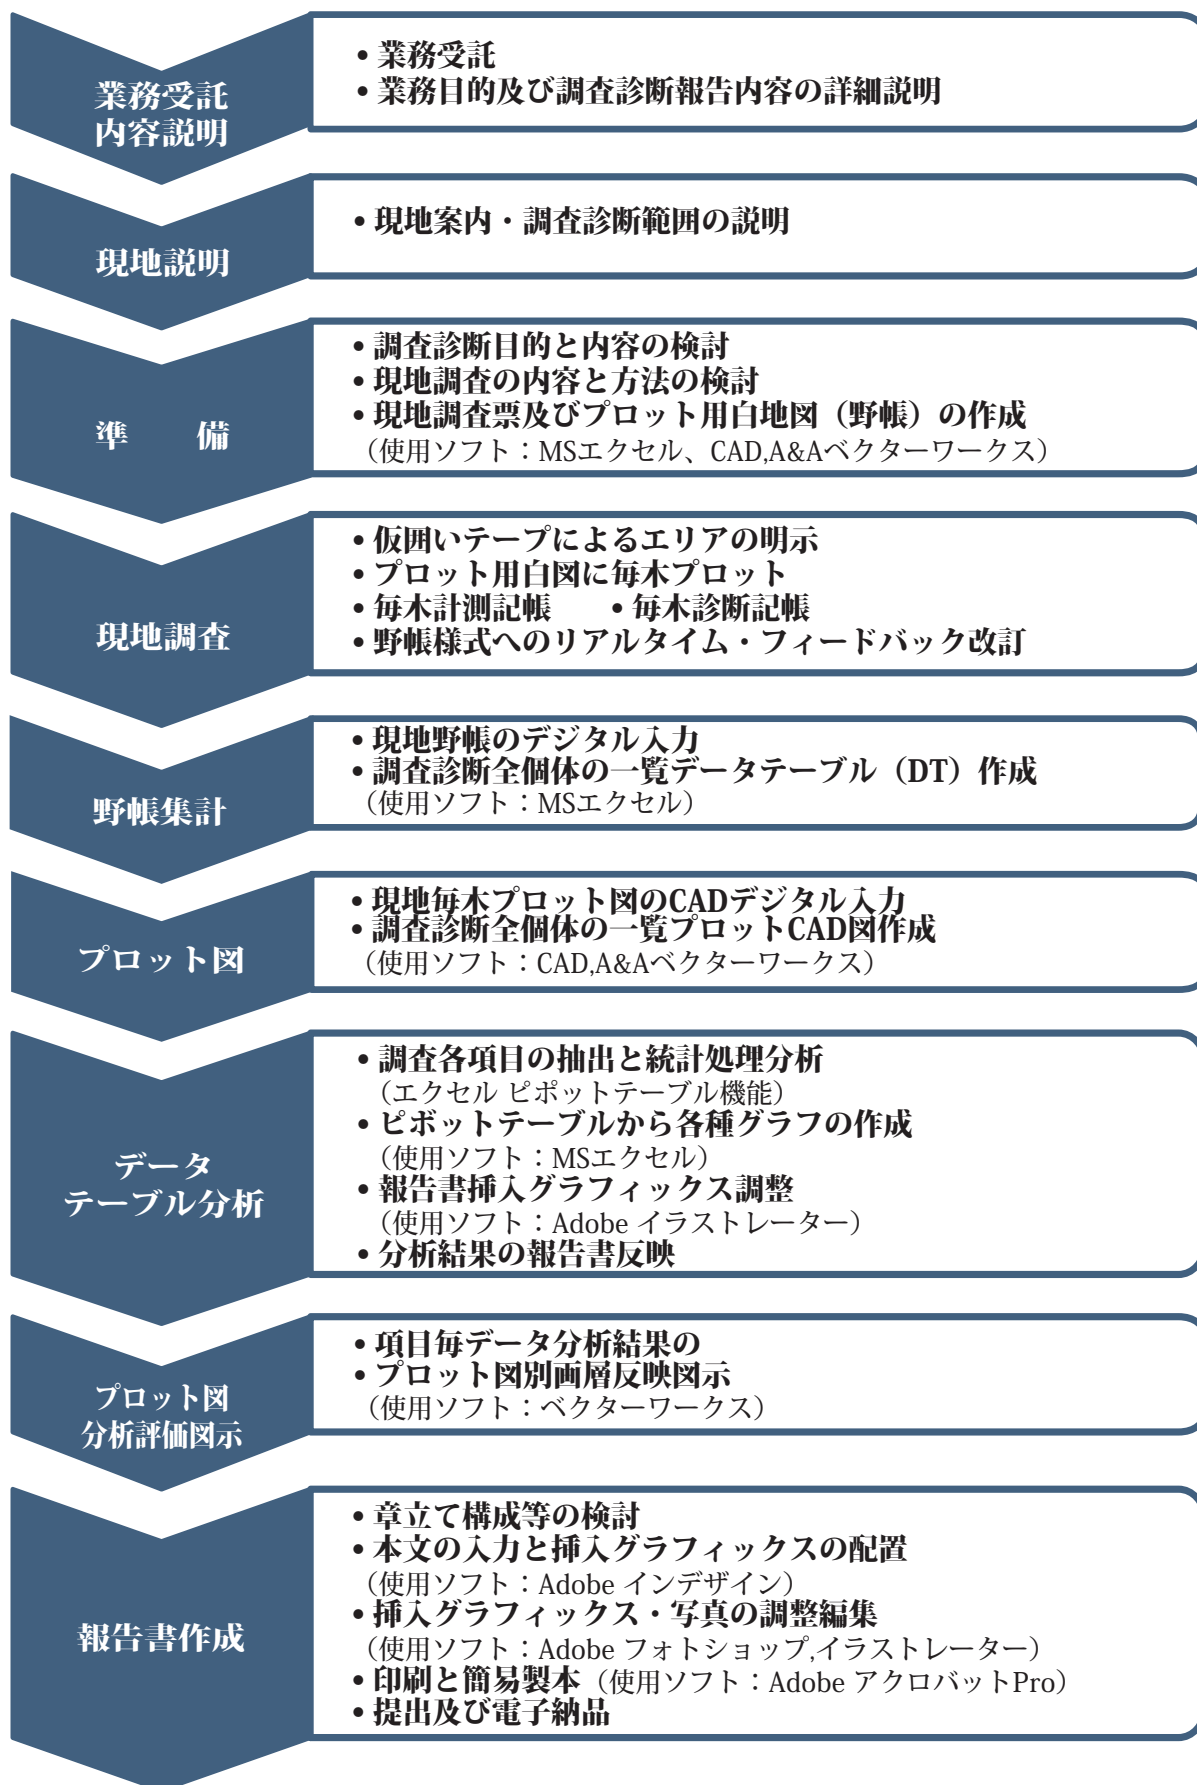 業務受託
内容説明
• 業務受託
• 業務目的及び調査診断報告内容の詳細説明
現地説明
• 現地案内・調査診断範囲の説明
準　　備
• 調査診断目的と内容の検討
• 現地調査の内容と方法の検討
• 現地調査票及びプロット用白地図（野帳）の作成
（使用ソフト：MSエクセル、CAD,A&Aベクターワークス）
現地調査
• 仮囲いテープによるエリアの明示
• プロット用白図に毎木プロット
• 毎木計測記帳　　• 毎木診断記帳
• 野帳様式へのリアルタイム・フィードバック改訂
野帳集計
• 現地野帳のデジタル入力
• 調査診断全個体の一覧データテーブル（DT）作成
（使用ソフト：MSエクセル）
プロット図
• 現地毎木プロット図のCADデジタル入力
• 調査診断全個体の一覧プロットCAD図作成
（使用ソフト：CAD,A&Aベクターワークス）
データ
テーブル分析
• 調査各項目の抽出と統計処理分析
（エクセル ピポットテーブル機能）
• ピボットテーブルから各種グラフの作成
（使用ソフト：MSエクセル）
• 報告書挿入グラフィックス調整
（使用ソフト：Adobe イラストレーター）
• 分析結果の報告書反映
プロット図
分析評価図示
• 項目毎データ分析結果の
• プロット図別画層反映図示
（使用ソフト：ベクターワークス）
報告書作成
• 章立て構成等の検討
• 本文の入力と挿入グラフィックスの配置
（使用ソフト：Adobe インデザイン）
• 挿入グラフィックス・写真の調整編集
（使用ソフト：Adobe フォトショップ,イラストレーター）
• 印刷と簡易製本（使用ソフト：Adobe アクロバットPro）
• 提出及び電子納品